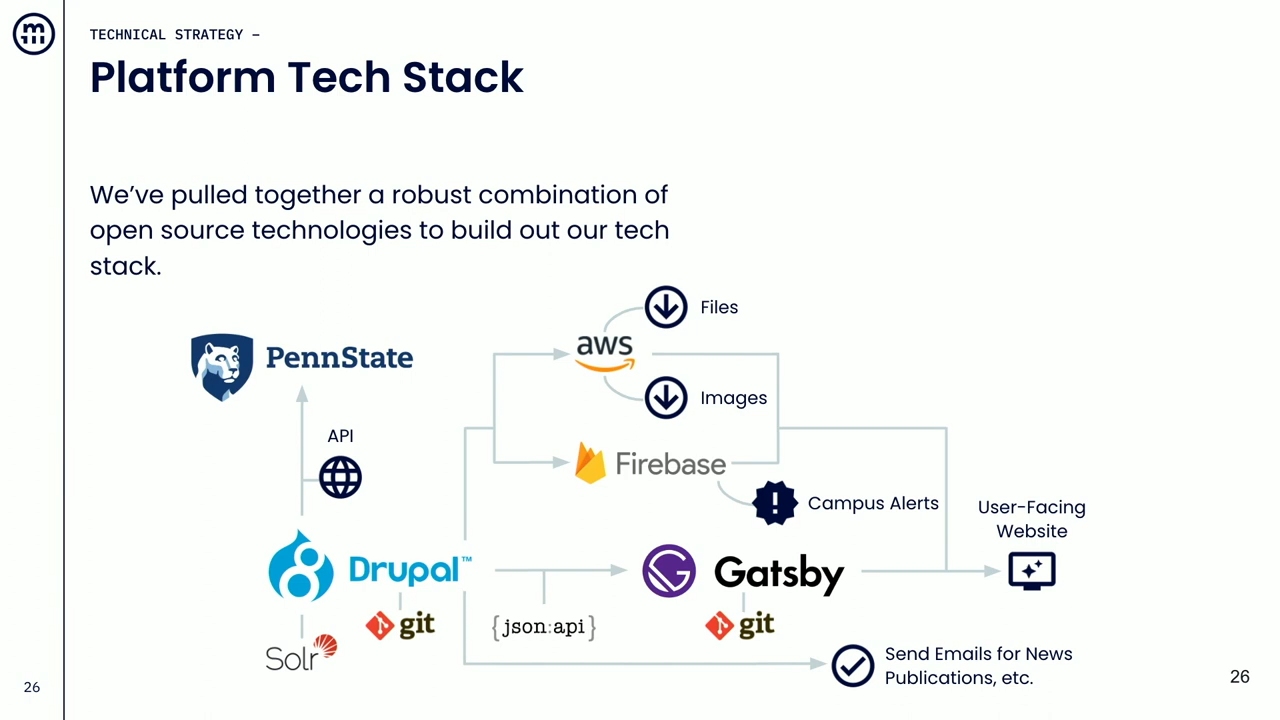 TECHNICAL STRATEGY –
Platform Tech Stack
We’ve pulled together a robust combination of
open source technologies to build out our tech
stack.
Files
aws
PennState
Images
API
Firebase
Campus Alerts
User-Facing
Website
8
Drupal™
Gatsby
git
{json:api}
git
Solr
Send Emails for News
Publications, etc.
26
26